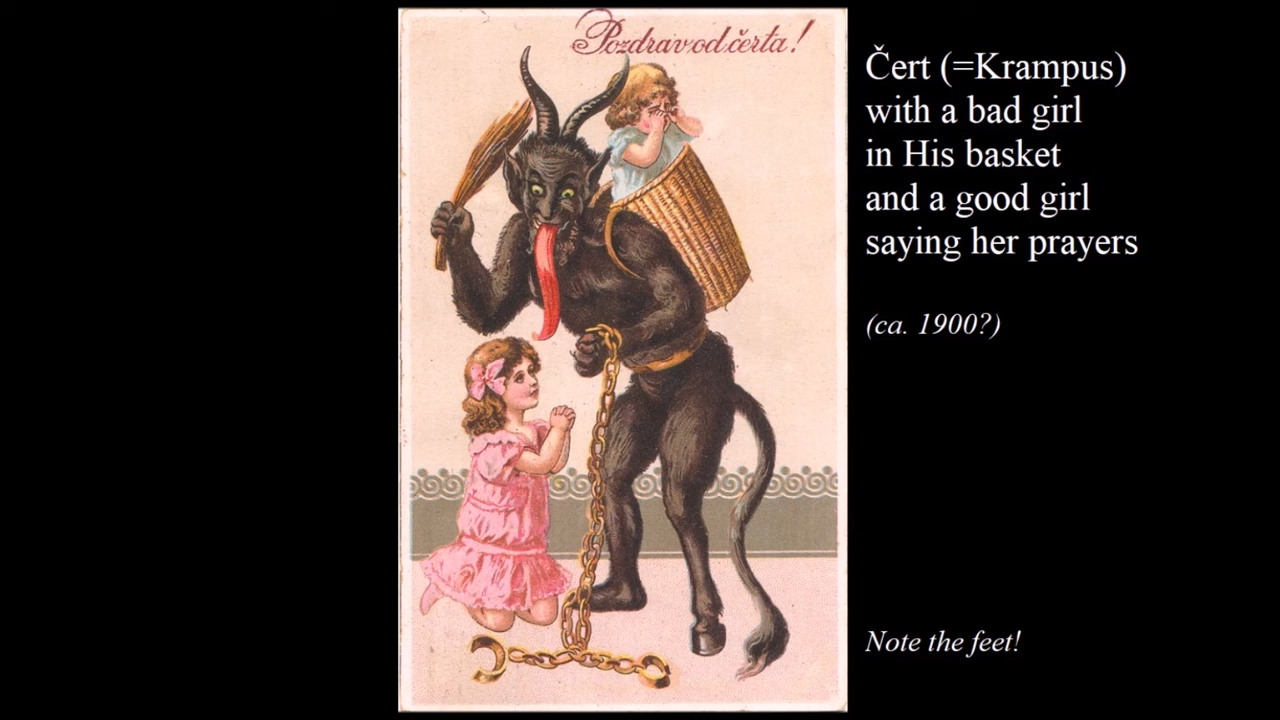 Pozdrav od čerta!
Čert (=Krampus)
with a bad girl
in His basket
and a good girl
saying her prayers
(ca. 1900?)
Note the feet!